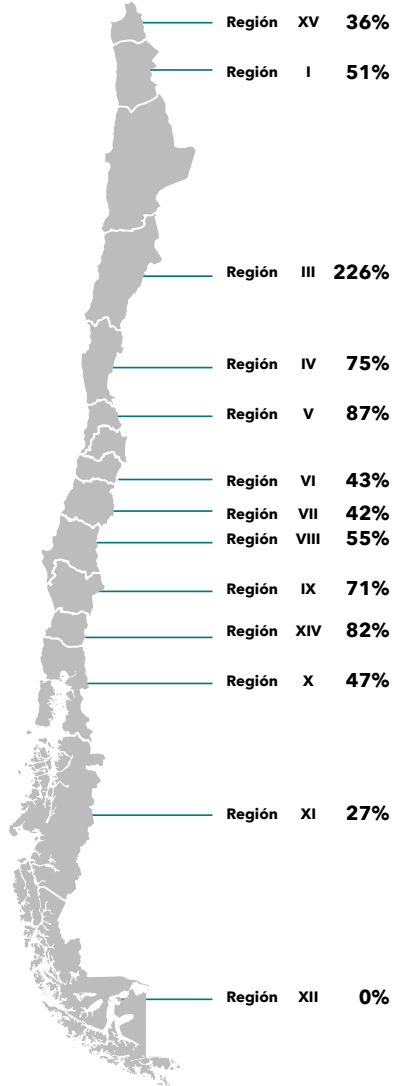 Región XV 36%
Región I 51%
Región III 226%
Región IV 75%
Región V 87%
Región VI 43%
Región VII 42%
Región VIII 55%
Región IX 71%
Región XIV 82%
Región X 47%
Región XI 27%
Región XII 0%